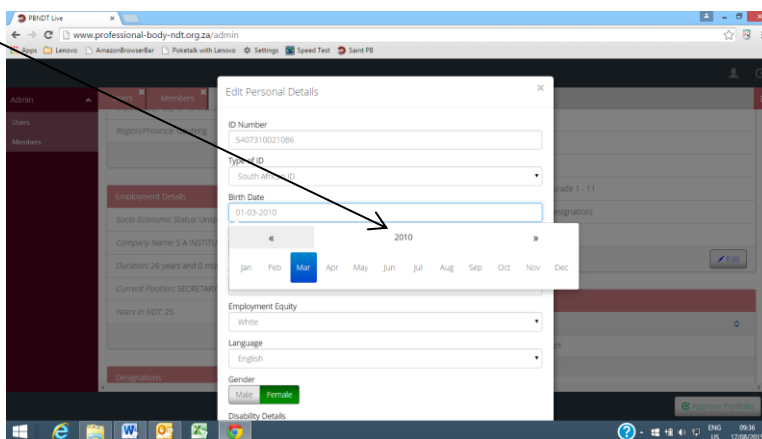 PBNDT Live
www.professional-body-ndt.org.za/admin
Apps Lenovo AmazonBrowserBar Poketalk with Lenovo Settings Speed Test Saint PB
Admin Users Members
Users
Members
Region/Province: Gauteng
Employment Details
Socio Economic Status: Unsp
Company Name: S A INSTITU
Duration: 26 years and 0 mo
Current Position: SECRETARY
Years in NDT: 25
Designations
Edit Personal Details
ID Number
5407310021086
Type of ID
South African ID
Birth Date
01-03-2010
« 2010 »
Jan Feb Mar Apr May Jun Jul Aug Sep Oct Nov Dec
Employment Equity
White
Language
English
Gender
Male Female
Disability Details
Grade 1 - 11
esignation)
Edit
Approve Portfolio
ENG 09:36
US